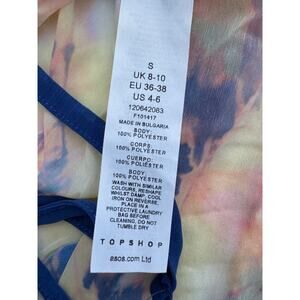 S
UK 8-10
EU 36-38
US 4-6
120642083
F101417
MADE IN BULGARIA
BODY:
100% POLYESTER
CORPS:
100% POLYESTER
CUERPO:
100% POLIESTER
BODY:
100% POLYESTER
WASH WITH SIMILAR
COLOURS, RESHAPE
WHILST DAMP, COOL
IRON ON REVERSE,
PLACE IN A
PROTECTIVE LAUNDRY
BAG BEFORE
CLEANING, DO NOT
TUMBLE DRY
TOPSHOP
asos.com Ltd